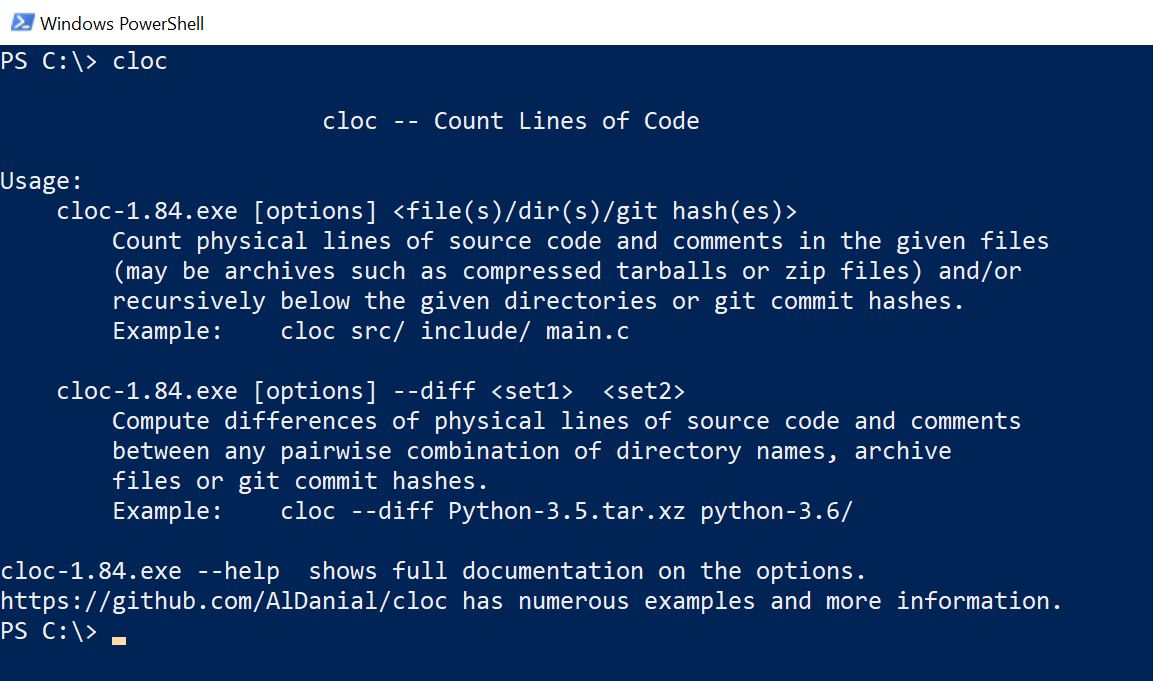 Windows PowerShell
PS C:\> cloc
cloc -- Count Lines of Code
Usage:
cloc-1.84.exe [options] <file(s)/dir(s)/git hash(es)>
Count physical lines of source code and comments in the given files
(may be archives such as compressed tarballs or zip files) and/or
recursively below the given directories or git commit hashes.
Example:    cloc src/ include/ main.c
cloc-1.84.exe [options] --diff <set1>  <set2>
Compute differences of physical lines of source code and comments
between any pairwise combination of directory names, archive
files or git commit hashes.
Example:    cloc --diff Python-3.5.tar.xz python-3.6/
cloc-1.84.exe --help  shows full documentation on the options.
https://github.com/AlDanial/cloc has numerous examples and more information.
PS C:\>